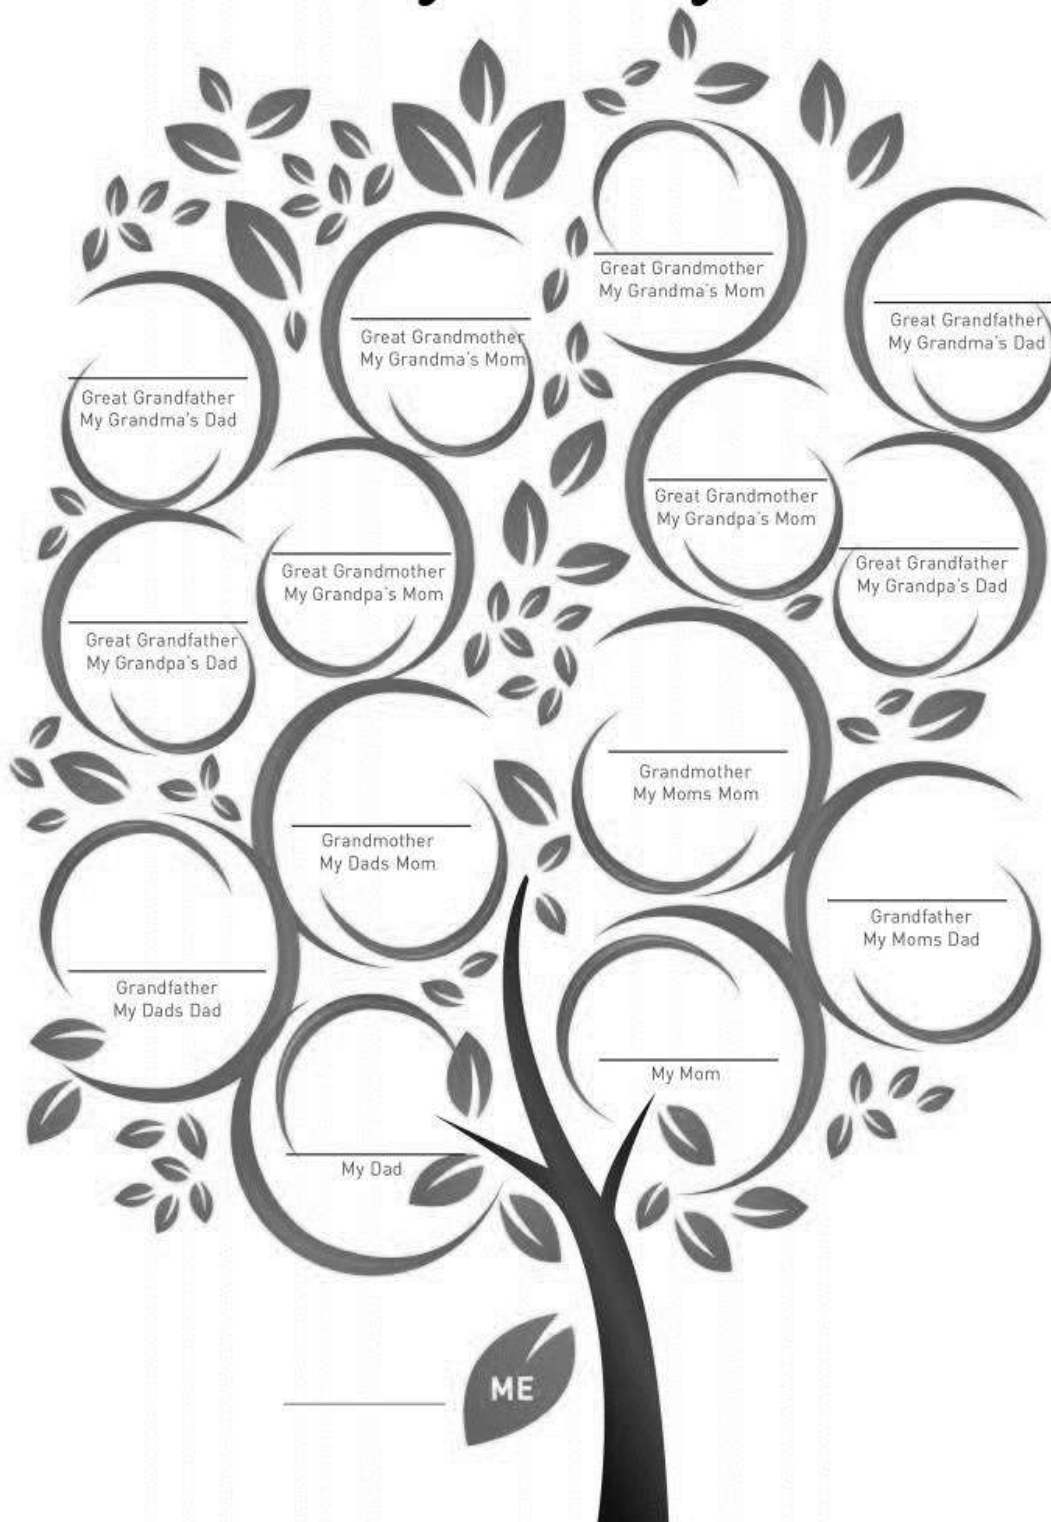 Great Grandmother
My Grandma's Mom
Great Grandfather
My Grandma's Dad
Great Grandmother
My Grandma's Mom
Great Grandfather
My Grandma's Dad
Great Grandmother
My Grandpa's Mom
Great Grandfather
My Grandpa's Dad
Great Grandmother
My Grandpa's Mom
Great Grandfather
My Grandpa's Dad
Grandmother
My Moms Mom
Grandmother
My Dads Mom
Grandfather
My Moms Dad
Grandfather
My Dads Dad
My Mom
My Dad
ME